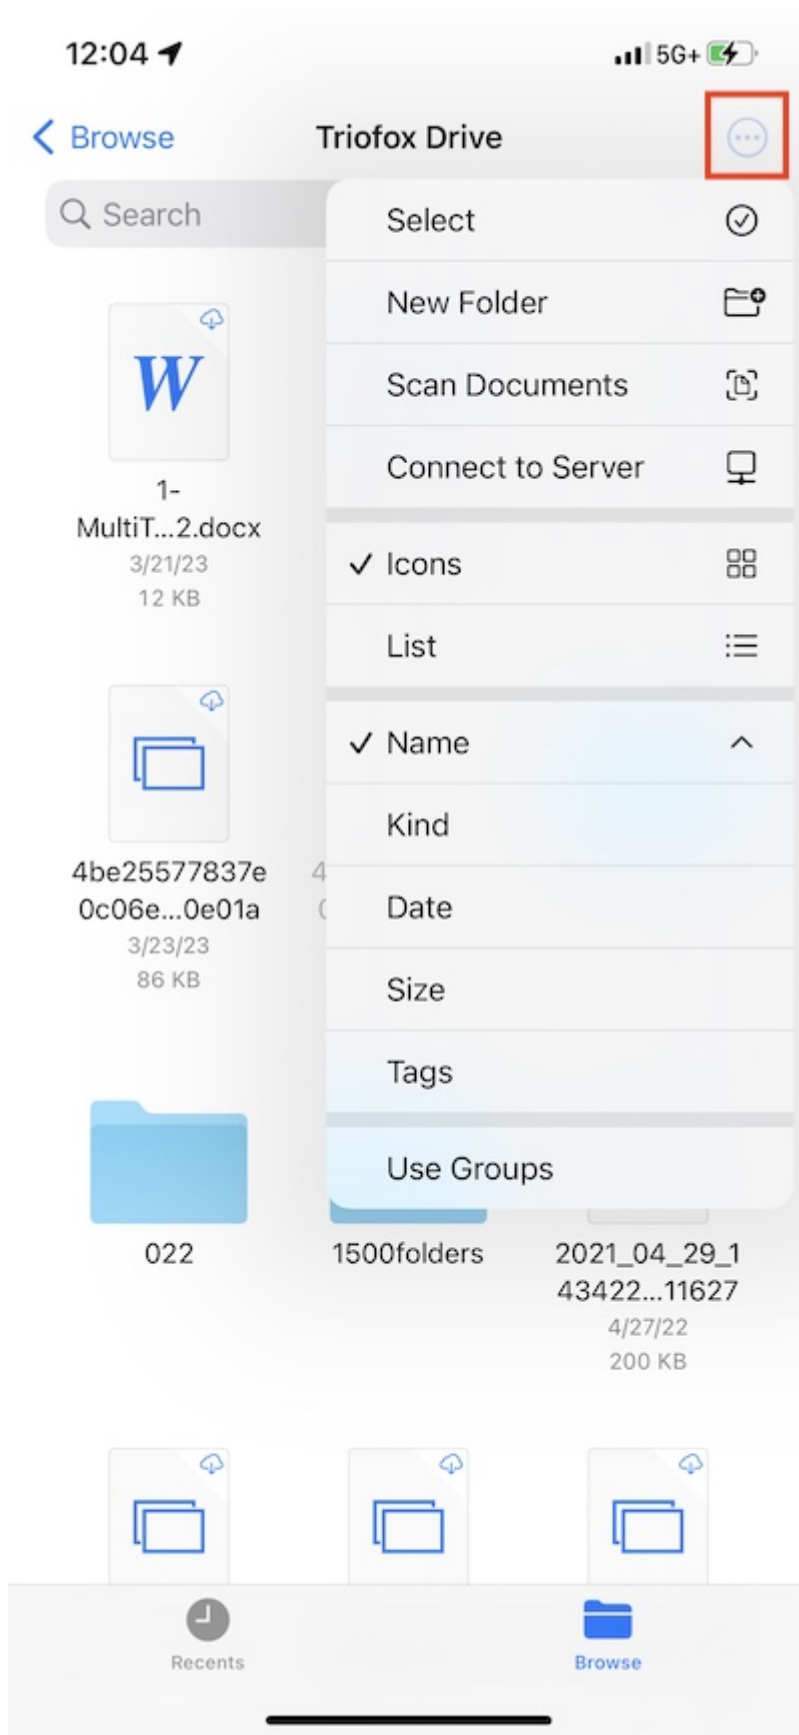 12:04
5G+
Browse
Triofox Drive
Search
Select
New Folder
Scan Documents
Connect to Server
Icons
List
Name
Kind
Date
Size
Tags
Use Groups
W
1-
MultiT...2.docx
3/21/23
12 KB
4be25577837e
0c06e...0e01a
3/23/23
86 KB
022
1500folders
2021_04_29_1
43422...11627
4/27/22
200 KB
Recents
Browse